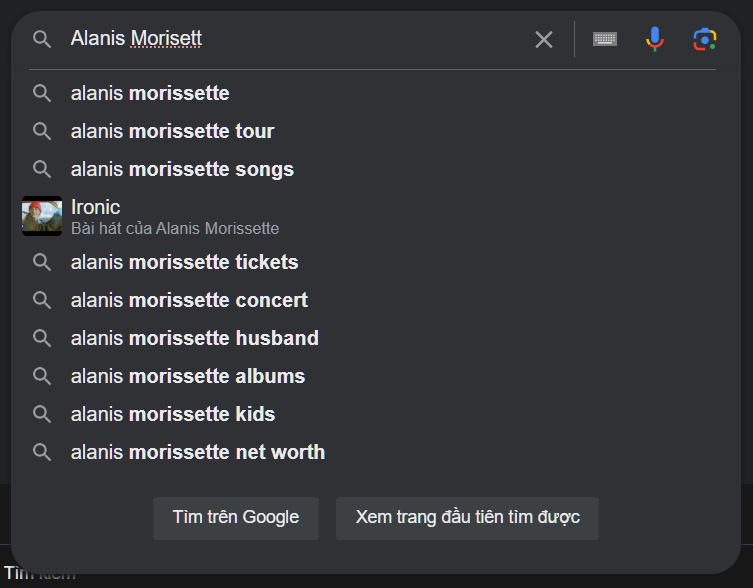 Alanis Morisett
alanis morissette
alanis morissette tour
alanis morissette songs
Ironic
Bài hát của Alanis Morissette
alanis morissette tickets
alanis morissette concert
alanis morissette husband
alanis morissette albums
alanis morissette kids
alanis morissette net worth
Tìm trên Google
Xem trang đầu tiên tìm được
Tìm kiếm